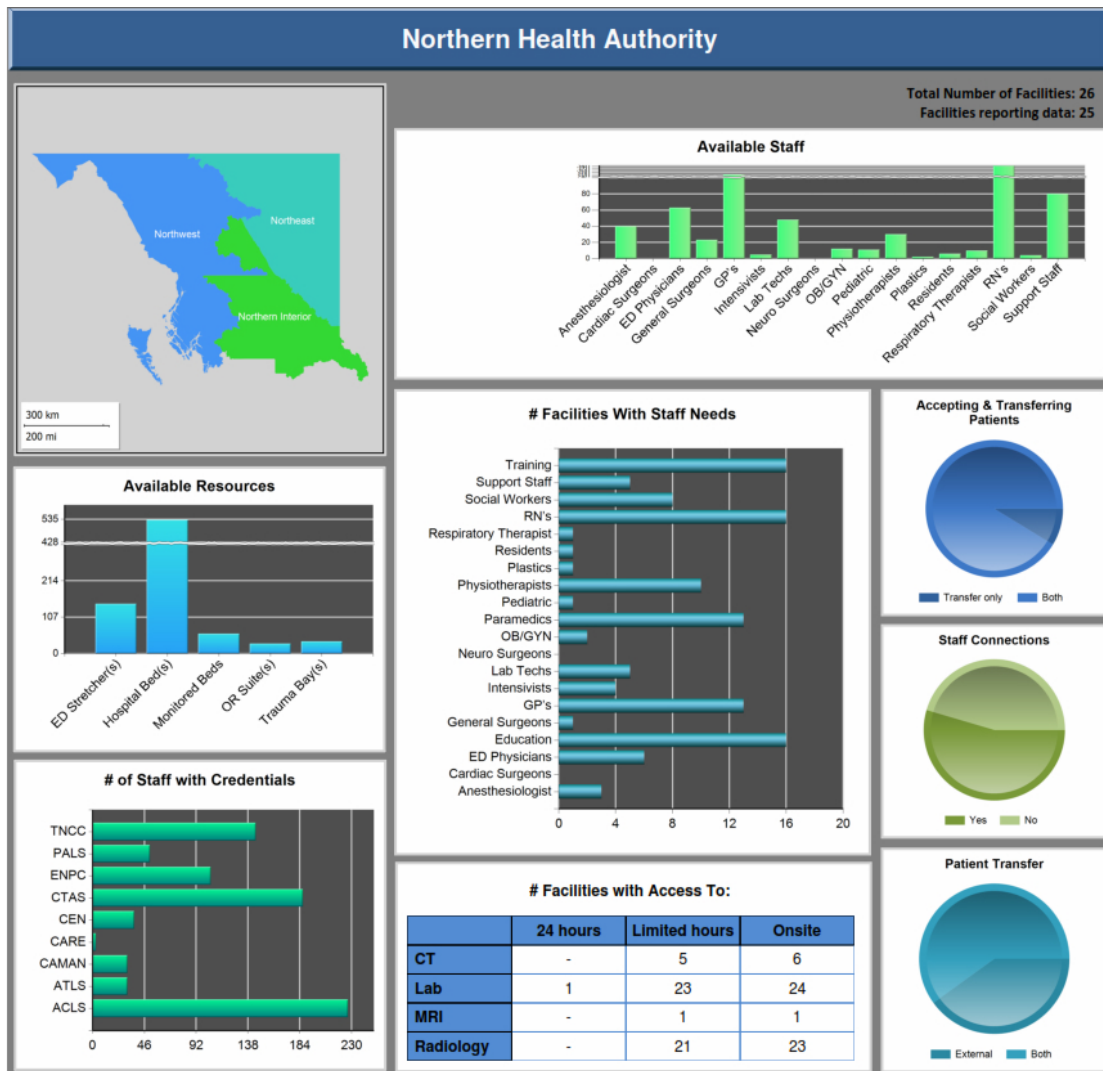 Northern Health Authority
Total Number of Facilities: 26
Facilities reporting data: 25
Northeast
Northwest
Northern Interior
300 km
200 mi
Available Staff
80
60
40
20
0
Anesthesiologist
Cardiac Surgeons
ED Physicians
General Surgeons
GP's
Intensivists
Lab Techs
Neuro Surgeons
OB/GYN
Pediatric
Physiotherapists
Plastics
Residents
Respiratory Therapists
RN's
Social Workers
Support Staff
Available Resources
535
428
214
107
0
ED Stretcher(s)
Hospital Bed(s)
Monitored Beds
OR Suite(s)
Trauma Bay(s)
# of Staff with Credentials
TNCC
PALS
ENPC
CTAS
CEN
CARE
CAMAN
ATLS
ACLS
0 46 92 138 184 230
# Facilities With Staff Needs
Training
Support Staff
Social Workers
RN's
Respiratory Therapist
Residents
Plastics
Physiotherapists
Pediatric
Paramedics
OB/GYN
Neuro Surgeons
Lab Techs
Intensivists
GP's
General Surgeons
Education
ED Physicians
Cardiac Surgeons
Anesthesiologist
0 4 8 12 16 20
# Facilities with Access To:
24 hours Limited hours Onsite
CT - 5 6
Lab 1 23 24
MRI - 1 1
Radiology - 21 23
Accepting & Transferring
Patients
Transfer only Both
Staff Connections
Yes No
Patient Transfer
External Both